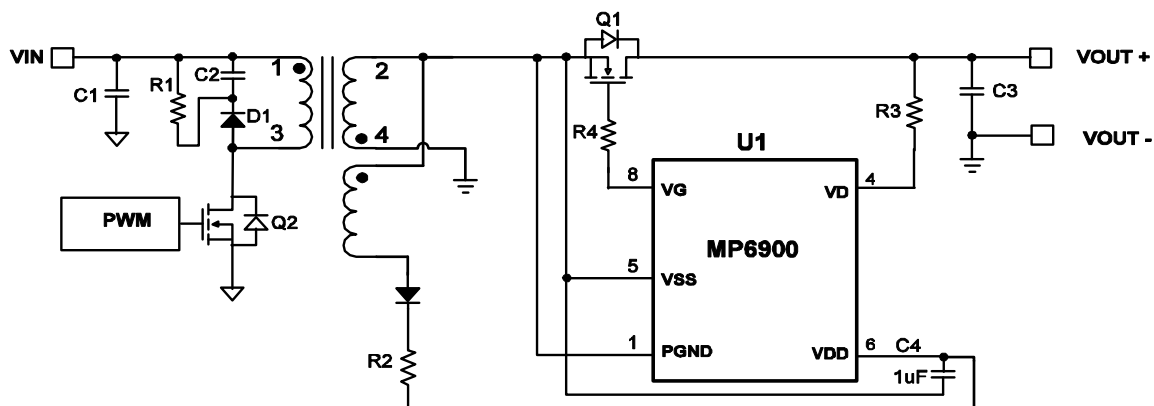 Q1
VIN
VOUT +
1
2
C2
R1
C1
D1
C3
R3
3
4
R4
VOUT -
U1
8
VG
VD
4
PWM
Q2
MP6900
5
VSS
1
PGND
VDD
6
C4
R2
1uF